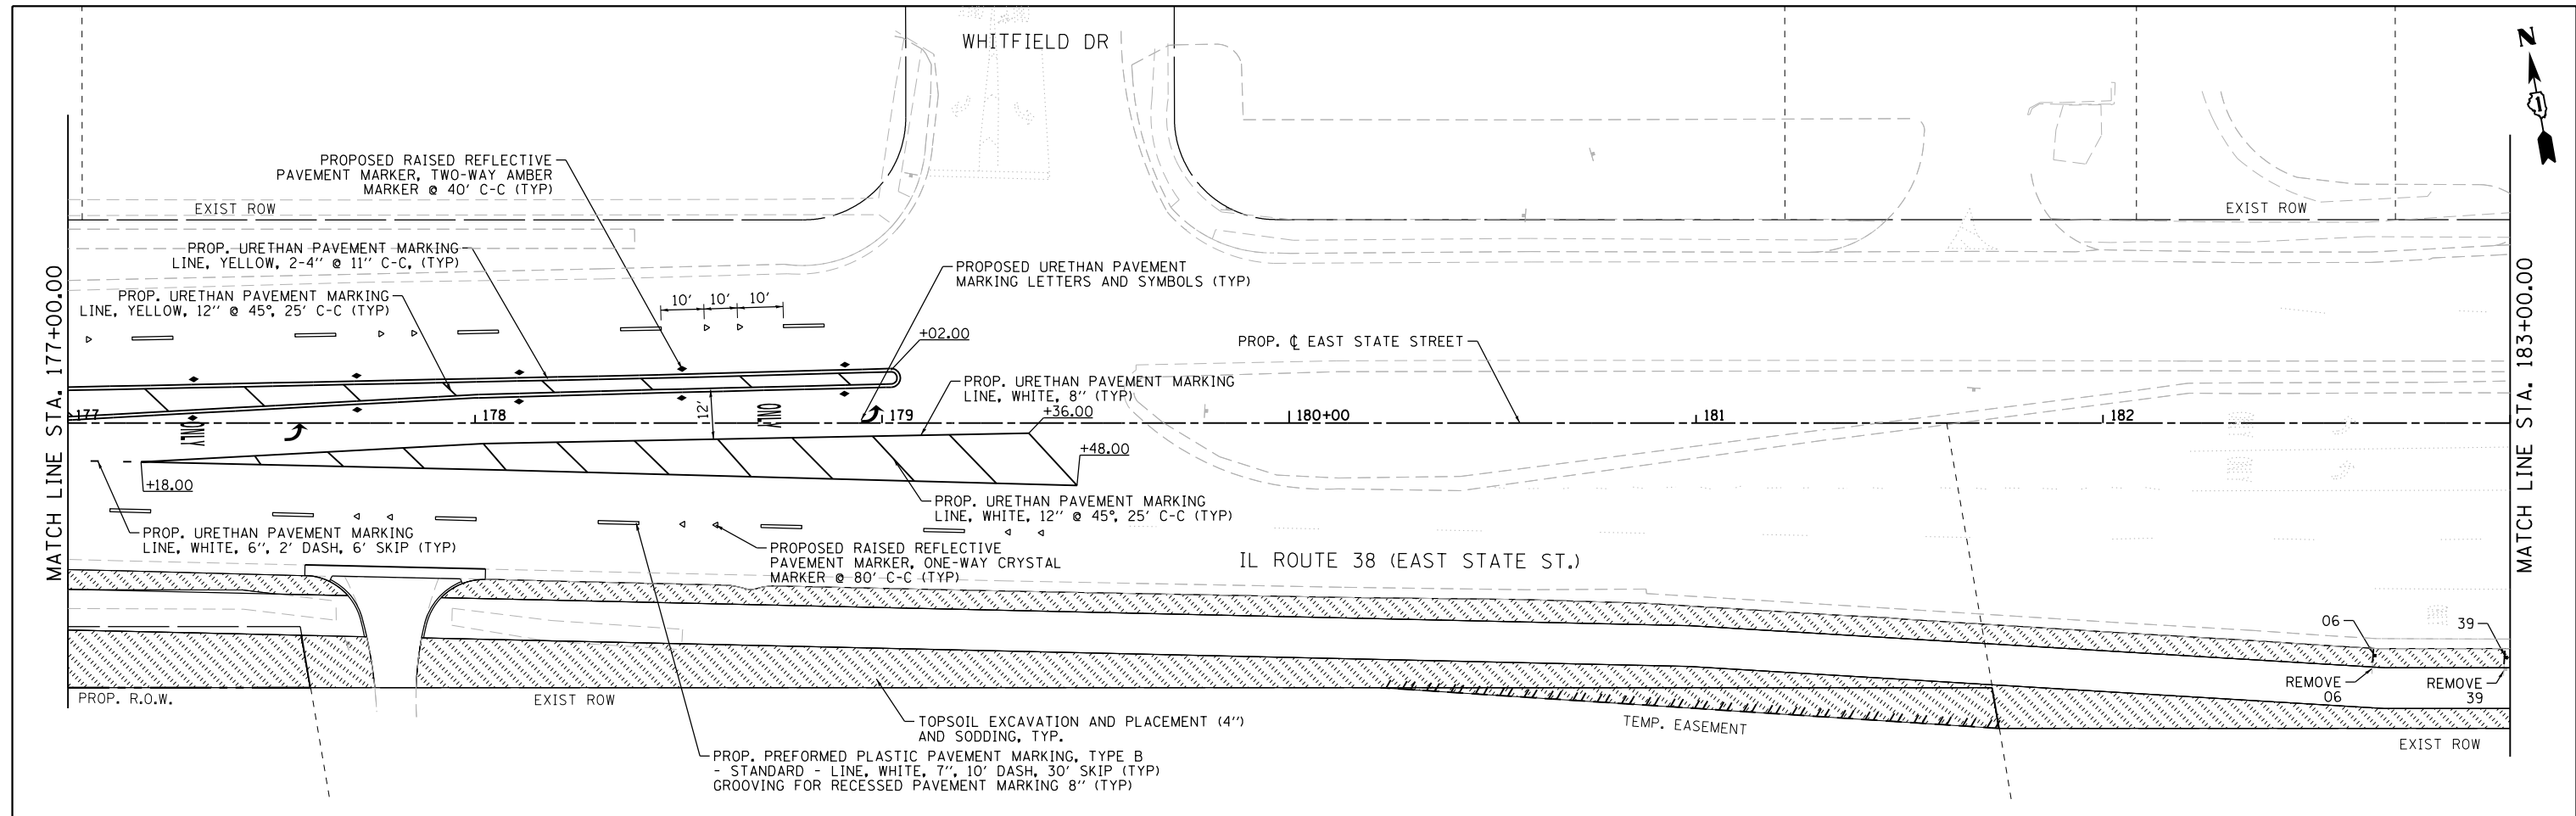 WHITFIELD DR
N
1
PROPOSED RAISED REFLECTIVE
PAVEMENT MARKER, TWO-WAY AMBER
MARKER @ 40' C-C (TYP)
EXIST ROW
EXIST ROW
PROP. URETHAN PAVEMENT MARKING
LINE, YELLOW, 2-4'' @ 11'' C-C, (TYP)
PROPOSED URETHAN PAVEMENT
MARKING LETTERS AND SYMBOLS (TYP)
PROP. URETHAN PAVEMENT MARKING
LINE, YELLOW, 12'' @ 45°, 25' C-C (TYP)
10' 10' 10'
+02.00
PROP. ℄ EAST STATE STREET
MATCH LINE STA. 177+00.00
MATCH LINE STA. 183+00.00
PROP. URETHAN PAVEMENT MARKING
LINE, WHITE, 8'' (TYP)
12'
+36.00
177 178 179 180+00 181 182
ONLY
ONLY
+48.00
+18.00
PROP. URETHAN PAVEMENT MARKING
LINE, WHITE, 12'' @ 45°, 25' C-C (TYP)
PROP. URETHAN PAVEMENT MARKING
LINE, WHITE, 6'', 2' DASH, 6' SKIP (TYP)
PROPOSED RAISED REFLECTIVE
PAVEMENT MARKER, ONE-WAY CRYSTAL
MARKER @ 80' C-C (TYP)
IL ROUTE 38 (EAST STATE ST.)
06
39
REMOVE
06
REMOVE
39
PROP. R.O.W.
EXIST ROW
TOPSOIL EXCAVATION AND PLACEMENT (4'')
AND SODDING, TYP.
TEMP. EASEMENT
EXIST ROW
PROP. PREFORMED PLASTIC PAVEMENT MARKING, TYPE B
- STANDARD - LINE, WHITE, 7'', 10' DASH, 30' SKIP (TYP)
GROOVING FOR RECESSED PAVEMENT MARKING 8'' (TYP)